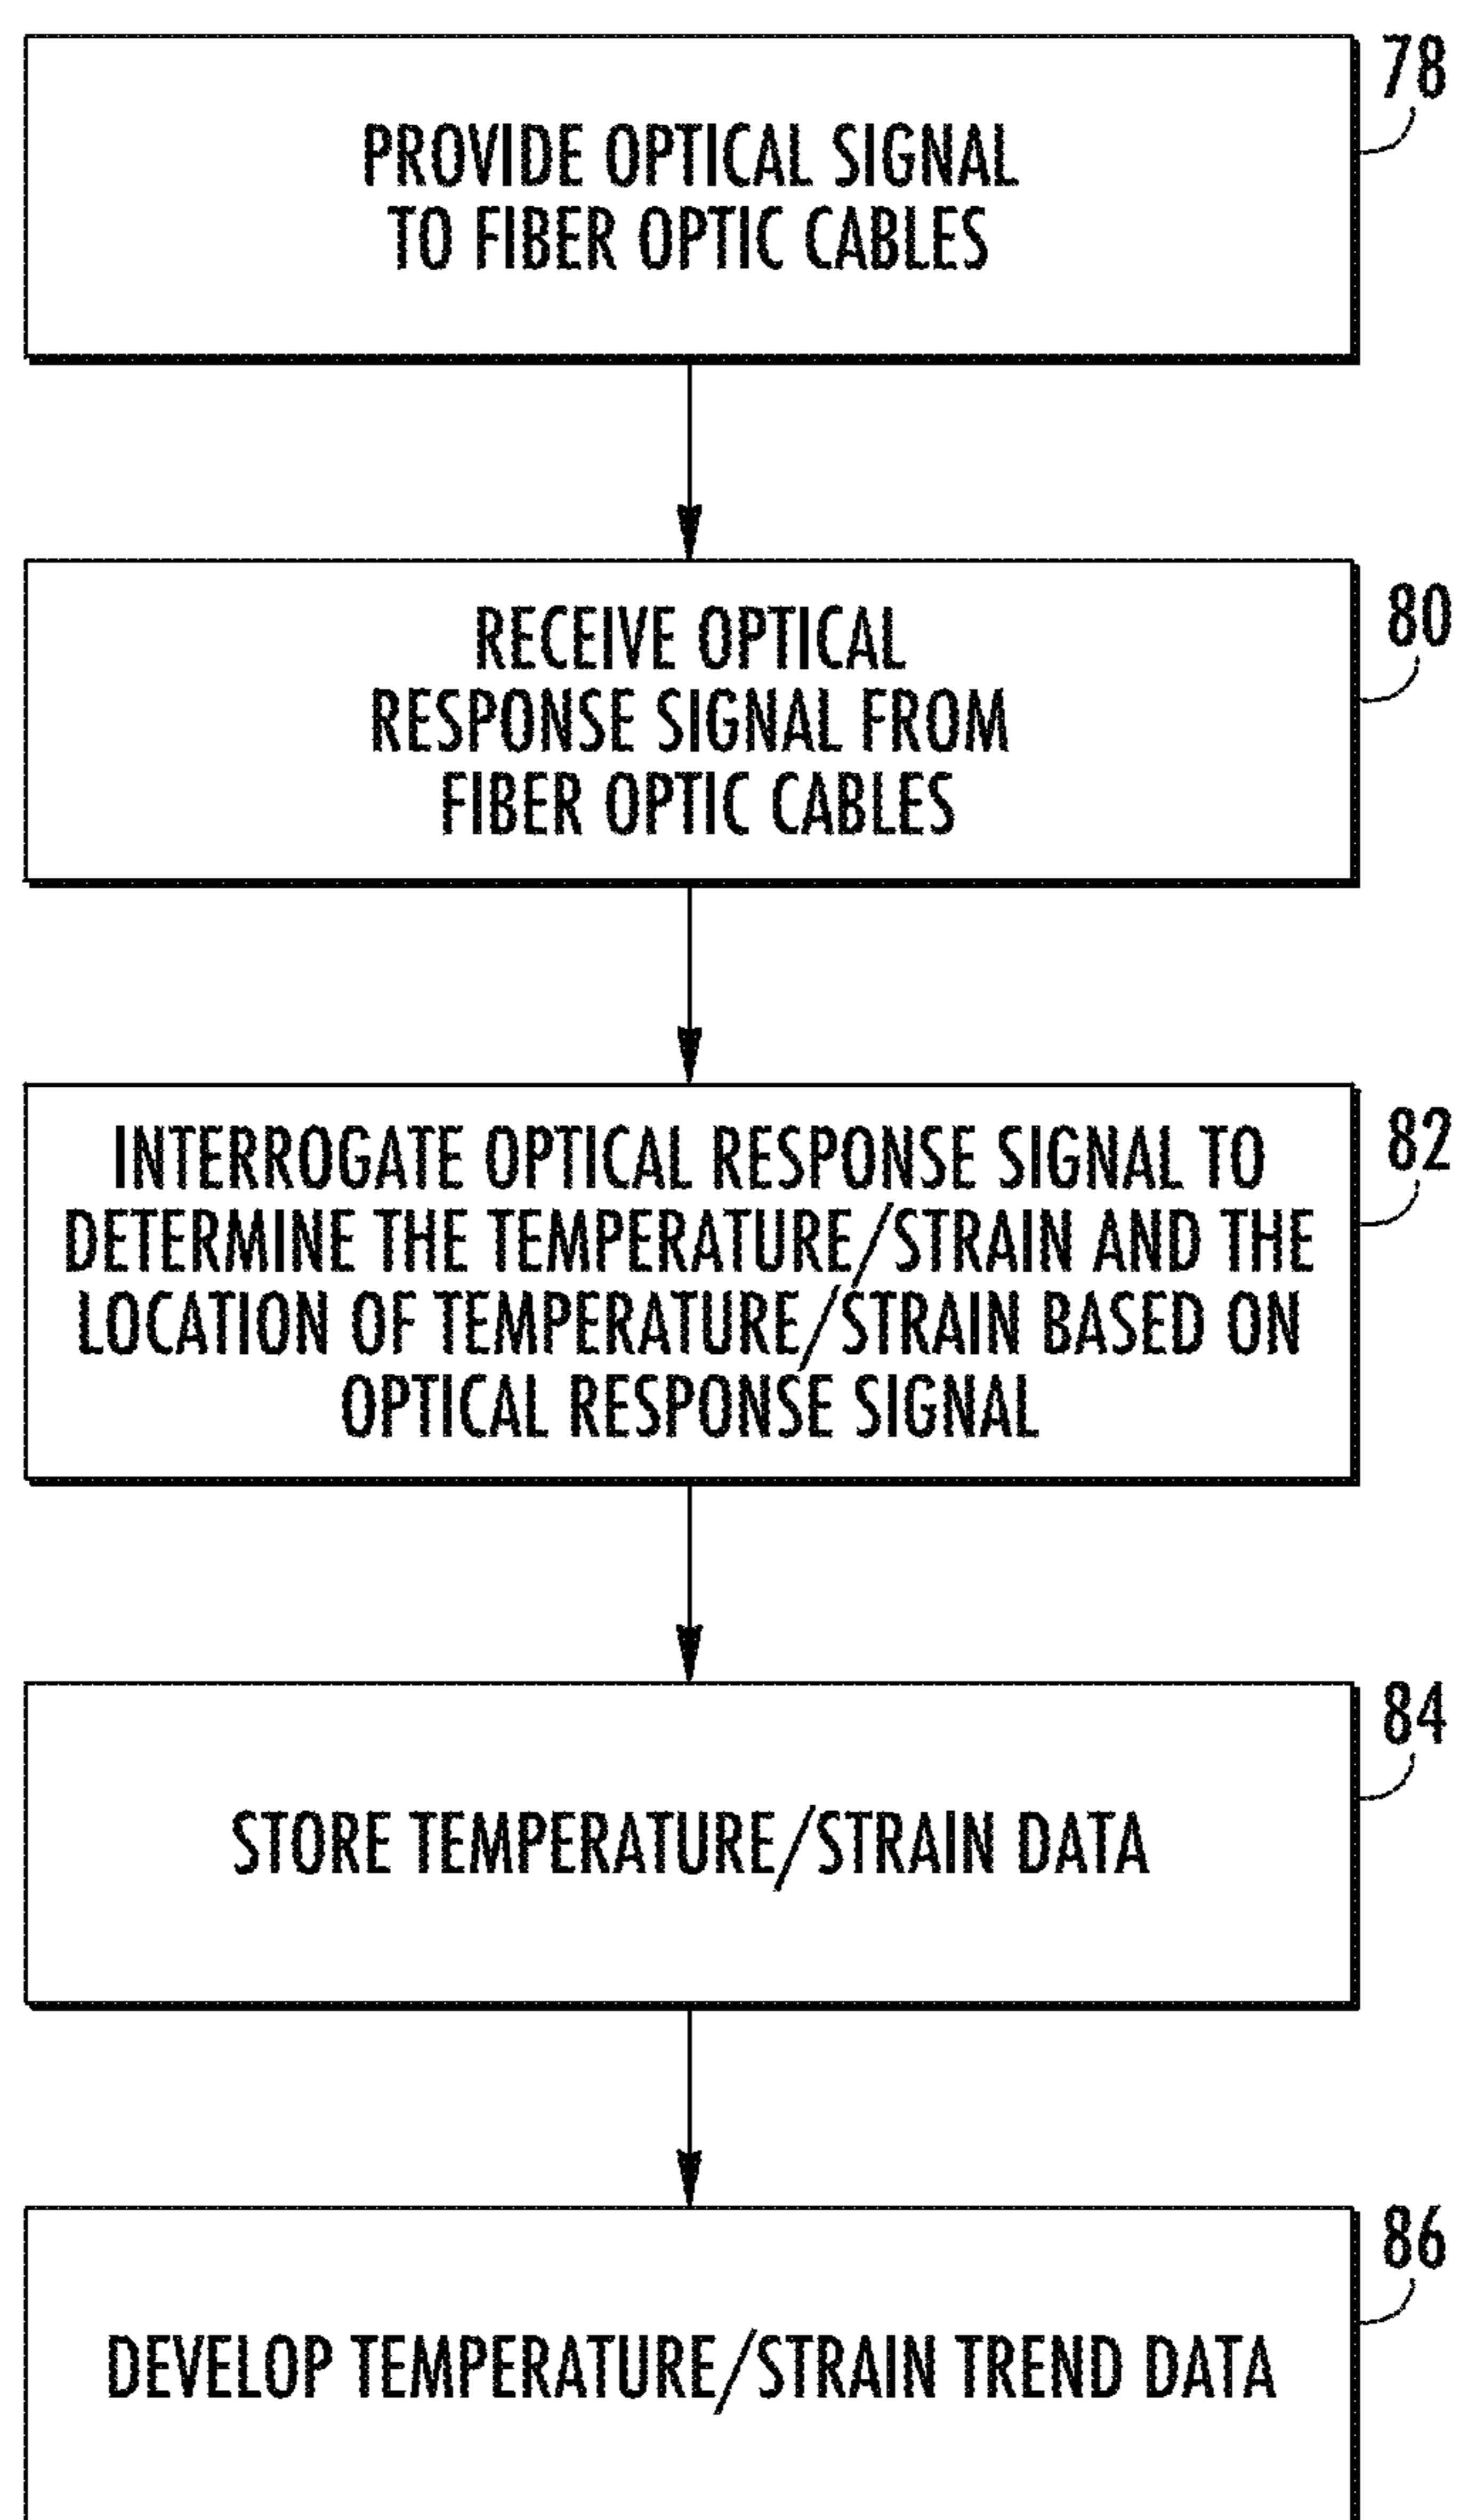 78
PROVIDE OPTICAL SIGNAL
TO FIBER OPTIC CABLES
80
RECEIVE OPTICAL
RESPONSE SIGNAL FROM
FIBER OPTIC CABLES
82
INTERROGATE OPTICAL RESPONSE SIGNAL TO
DETERMINE THE TEMPERATURE/STRAIN AND THE
LOCATION OF TEMPERATURE/STRAIN BASED ON
OPTICAL RESPONSE SIGNAL
84
STORE TEMPERATURE/STRAIN DATA
86
DEVELOP TEMPERATURE/STRAIN TREND DATA